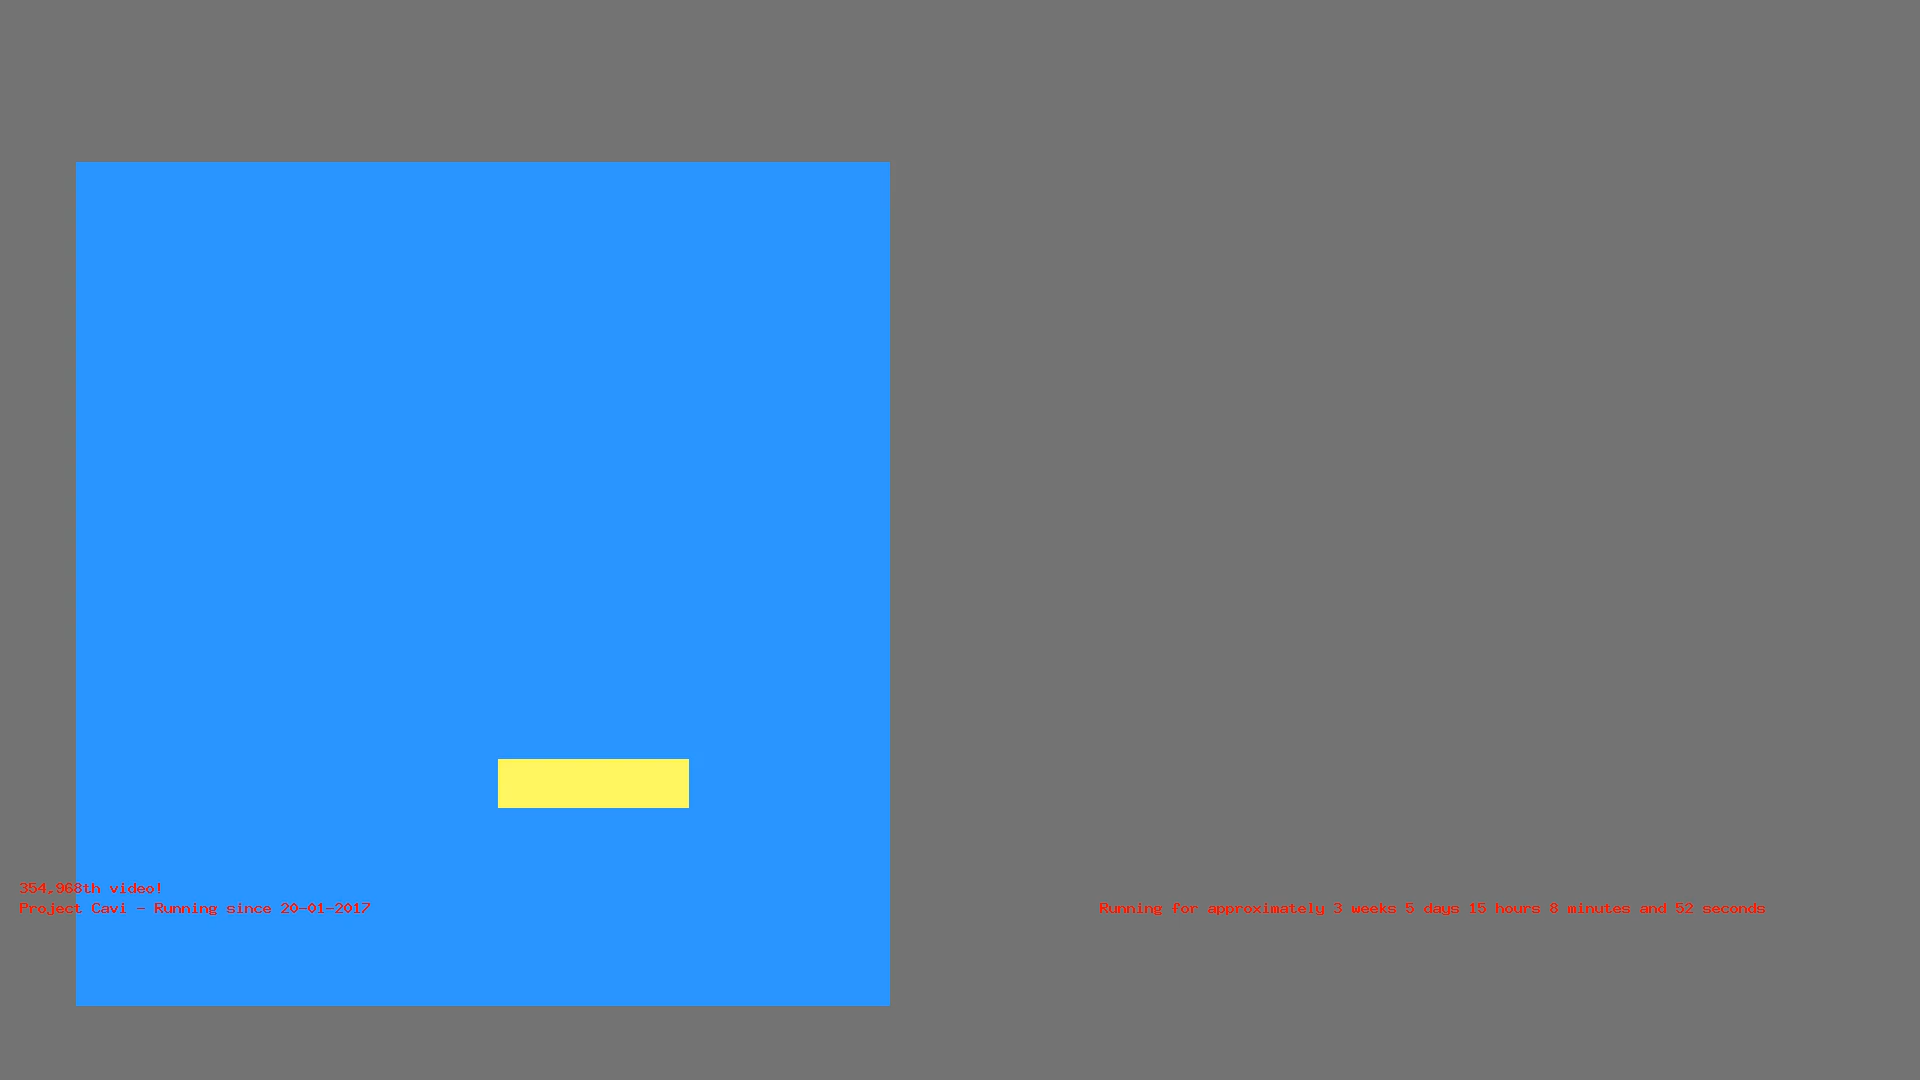 354,968th video!
Project Cavi - Running since 20-01-2017
Running for approximately 3 weeks 5 days 15 hours 8 minutes and 52 seconds